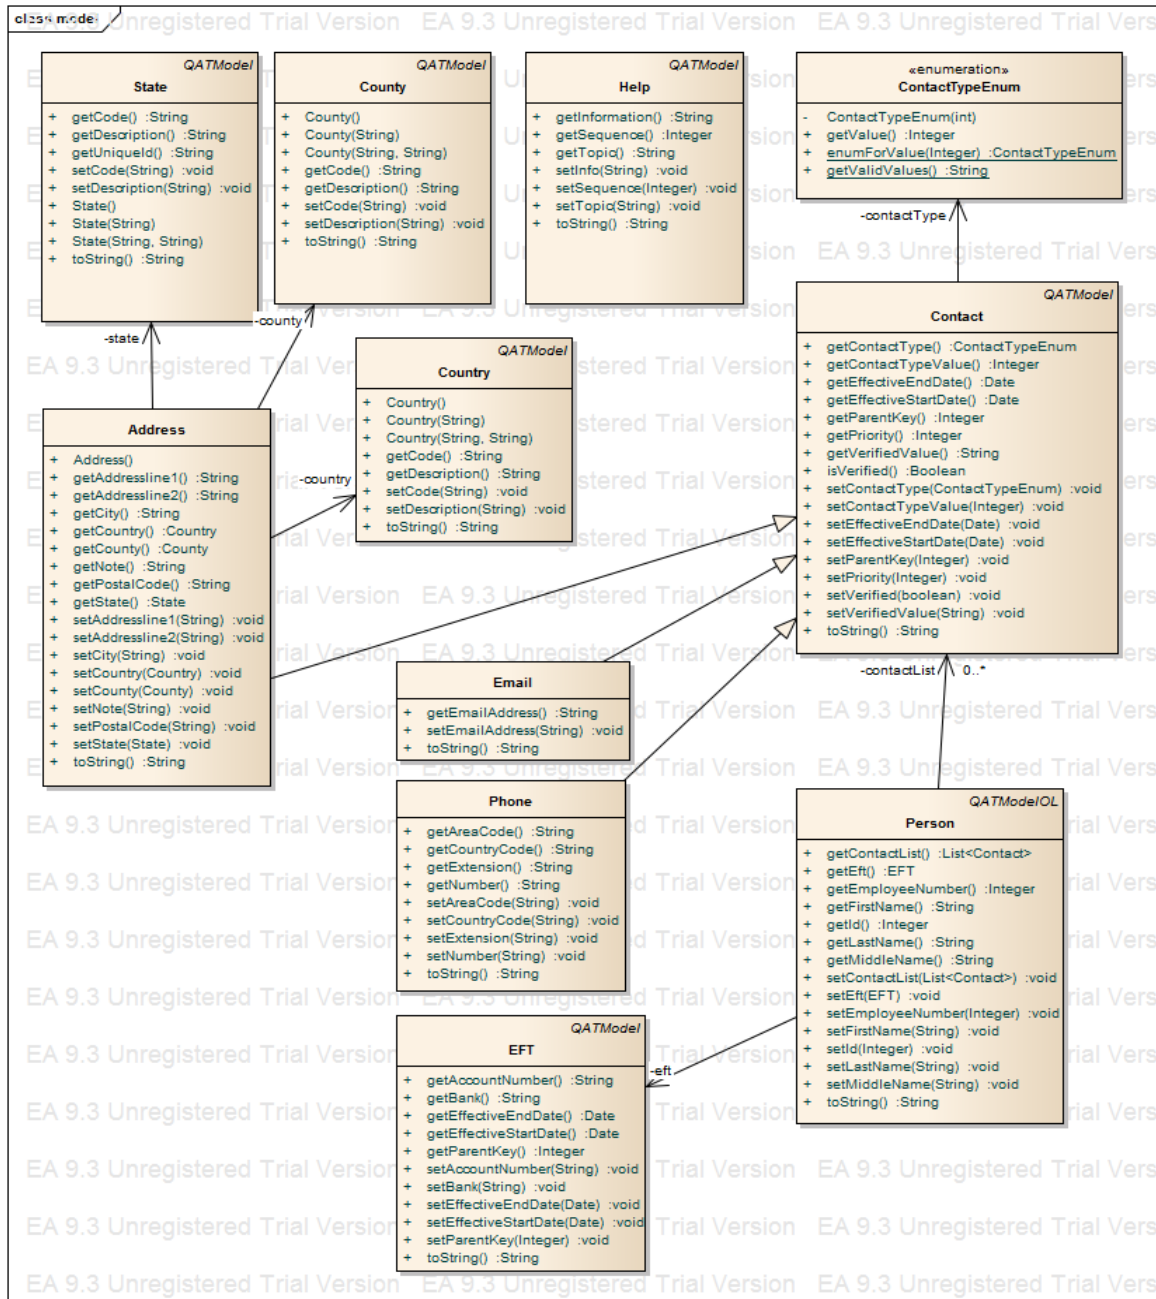 class model
EA 9.3 Unregistered Trial Version
QATModel
State
+ getCode() :String
+ getDescription() :String
+ getUniqueId() :String
+ setCode(String) :void
+ setDescription(String) :void
+ State()
+ State(String)
+ State(String, String)
+ toString() :String
QATModel
County
+ County()
+ County(String)
+ County(String, String)
+ getCode() :String
+ getDescription() :String
+ setCode(String) :void
+ setDescription(String) :void
+ toString() :String
QATModel
Help
+ getInformation() :String
+ getSequence() :Integer
+ getTopic() :String
+ setInfo(String) :void
+ setSequence(Integer) :void
+ setTopic(String) :void
+ toString() :String
«enumeration»
ContactTypeEnum
- ContactTypeEnum(int)
+ getValue() :Integer
+ enumForValue(Integer) :ContactTypeEnum
+ getValidValues() :String
-contactType
-state
-county
QATModel
Country
+ Country()
+ Country(String)
+ Country(String, String)
+ getCode() :String
+ getDescription() :String
+ setCode(String) :void
+ setDescription(String) :void
+ toString() :String
-country
QATModel
Contact
+ getContactType() :ContactTypeEnum
+ getContactTypeValue() :Integer
+ getEffectiveEndDate() :Date
+ getEffectiveStartDate() :Date
+ getParentKey() :Integer
+ getPriority() :Integer
+ getVerifiedValue() :String
+ isVerified() :Boolean
+ setContactType(ContactTypeEnum) :void
+ setContactTypeValue(Integer) :void
+ setEffectiveEndDate(Date) :void
+ setEffectiveStartDate(Date) :void
+ setParentKey(Integer) :void
+ setPriority(Integer) :void
+ setVerified(boolean) :void
+ setVerifiedValue(String) :void
+ toString() :String
Address
+ Address()
+ getAddressline1() :String
+ getAddressline2() :String
+ getCity() :String
+ getCountry() :Country
+ getCounty() :County
+ getNote() :String
+ getPostalCode() :String
+ getState() :State
+ setAddressline1(String) :void
+ setAddressline2(String) :void
+ setCity(String) :void
+ setCountry(Country) :void
+ setCounty(County) :void
+ setNote(String) :void
+ setPostalCode(String) :void
+ setState(State) :void
+ toString() :String
Email
+ getEmailAddress() :String
+ setEmailAddress(String) :void
+ toString() :String
-contactList 0..*
Phone
+ getAreaCode() :String
+ getCountryCode() :String
+ getExtension() :String
+ getNumber() :String
+ setAreaCode(String) :void
+ setCountryCode(String) :void
+ setExtension(String) :void
+ setNumber(String) :void
+ toString() :String
QATModelOL
Person
+ getContactList() :List<Contact>
+ getEft() :EFT
+ getEmployeeNumber() :Integer
+ getFirstName() :String
+ getId() :Integer
+ getLastName() :String
+ getMiddleName() :String
+ setContactList(List<Contact>) :void
+ setEft(EFT) :void
+ setEmployeeNumber(Integer) :void
+ setFirstName(String) :void
+ setId(Integer) :void
+ setLastName(String) :void
+ setMiddleName(String) :void
+ toString() :String
-eft
QATModel
EFT
+ getAccountNumber() :String
+ getBank() :String
+ getEffectiveEndDate() :Date
+ getEffectiveStartDate() :Date
+ getParentKey() :Integer
+ setAccountNumber(String) :void
+ setBank(String) :void
+ setEffectiveEndDate(Date) :void
+ setEffectiveStartDate(Date) :void
+ setParentKey(Integer) :void
+ toString() :String